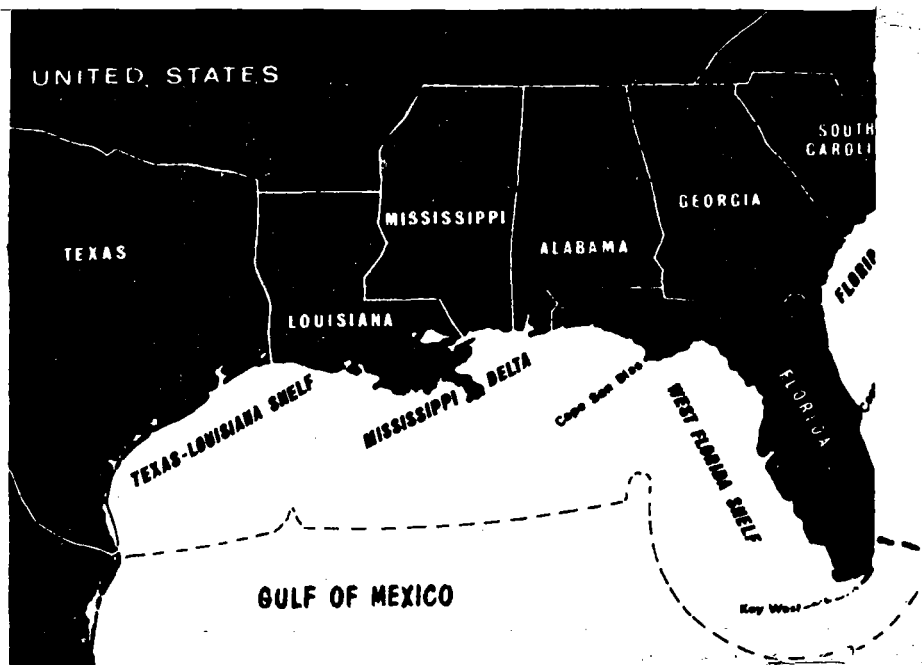 UNITED STATES
SOUTH
CAROLI
GEORGIA
MISSISSIPPI
ALABAMA
TEXAS
LOUISIANA
FLORIDA
TEXAS-LOUISIANA SHELF
MISSISSIPPI DELTA
Cape San Blas
WEST FLORIDA SHELF
GULF OF MEXICO
Key West